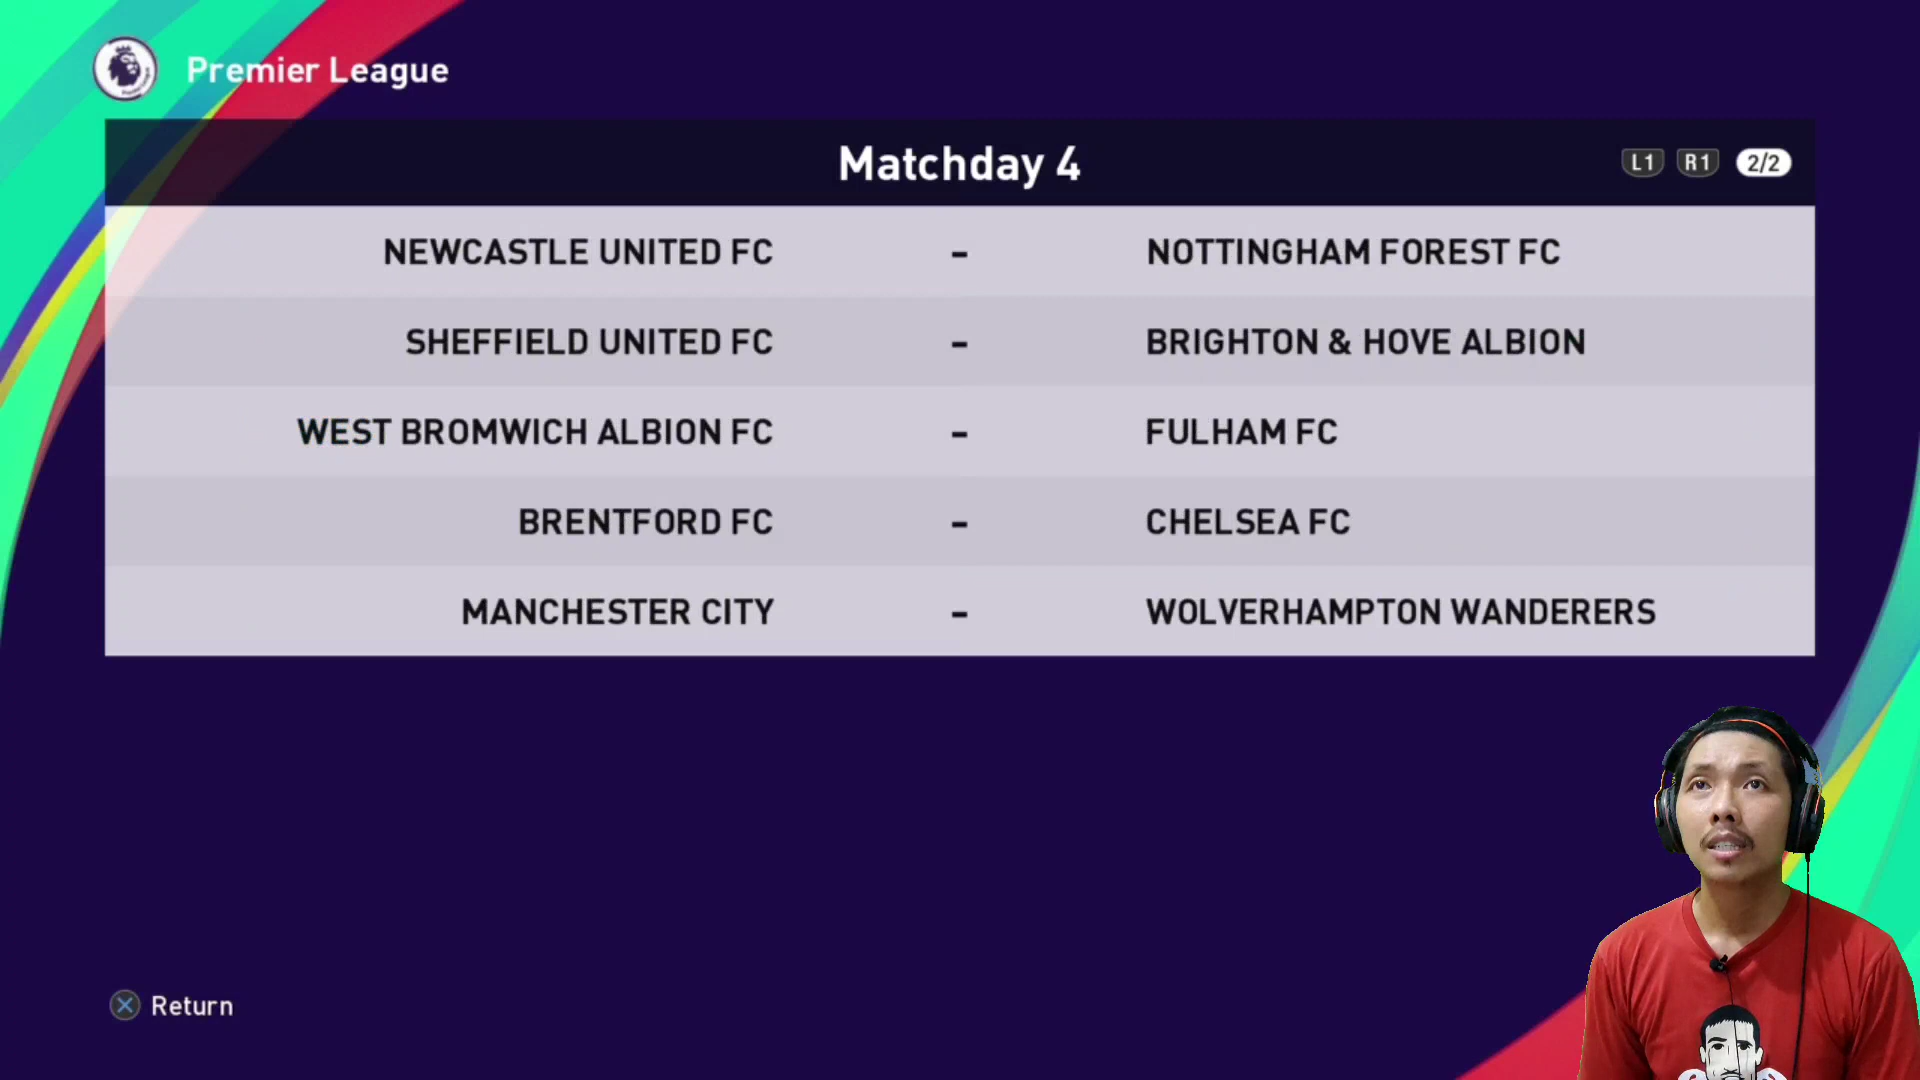 Premier League
Matchday 4
L1 R1 2/2
NEWCASTLE UNITED FC - NOTTINGHAM FOREST FC
SHEFFIELD UNITED FC - BRIGHTON & HOVE ALBION
WEST BROMWICH ALBION FC - FULHAM FC
BRENTFORD FC - CHELSEA FC
MANCHESTER CITY - WOLVERHAMPTON WANDERERS
Return